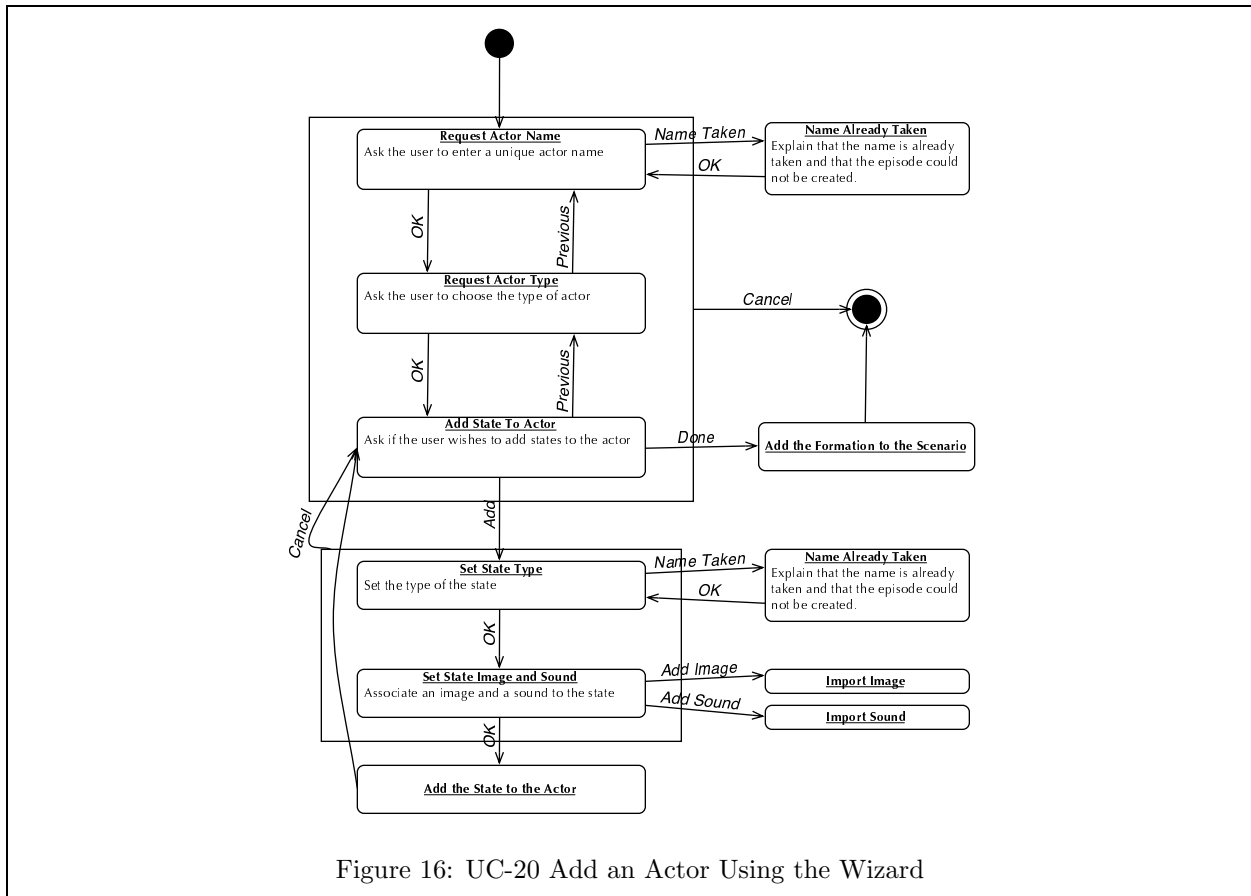 Request Actor Name
Ask the user to enter a unique actor name
Name Taken
OK
Name Already Taken
Explain that the name is already
taken and that the episode could
not be created.
OK
Previous
Request Actor Type
Ask the user to choose the type of actor
Cancel
OK
Previous
Add State To Actor
Ask if the user wishes to add states to the actor
Done
Add the Formation to the Scenario
Cancel
Add
Set State Type
Set the type of the state
Name Taken
OK
Name Already Taken
Explain that the name is already
taken and that the episode could
not be created.
OK
Set State Image and Sound
Associate an image and a sound to the state
Add Image
Add Sound
Import Image
Import Sound
OK
Add the State to the Actor
Figure 16: UC-20 Add an Actor Using the Wizard